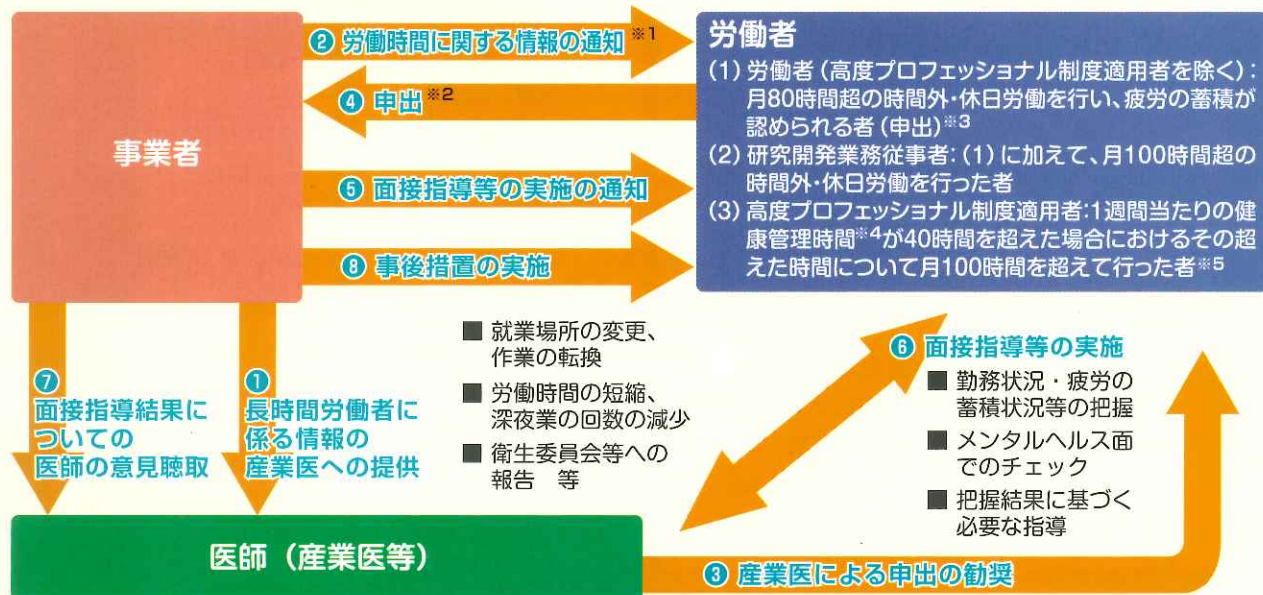 ❷ 労働時間に関する情報の通知※1
❹ 申出※2
事業者
❺ 面接指導等の実施の通知
❽ 事後措置の実施
労働者
(1) 労働者（高度プロフェッショナル制度適用者を除く）：
月80時間超の時間外・休日労働を行い、疲労の蓄積が
認められる者（申出）※3
(2) 研究開発業務従事者：(1) に加えて、月100時間超の
時間外・休日労働を行った者
(3) 高度プロフェッショナル制度適用者：1週間当たりの健
康管理時間※4が40時間を超えた場合におけるその超
えた時間について月100時間を超えて行った者※5
❼
面接指導結果に
ついての
医師の意見聴取
❶
長時間労働者に
係る情報の
産業医への提供
■ 就業場所の変更、
作業の転換
■ 労働時間の短縮、
深夜業の回数の減少
■ 衛生委員会等への
報告　等
❻ 面接指導等の実施
■ 勤務状況・疲労の
蓄積状況等の把握
■ メンタルヘルス面
でのチェック
■ 把握結果に基づく
必要な指導
医師（産業医等）
❸ 産業医による申出の勧奨